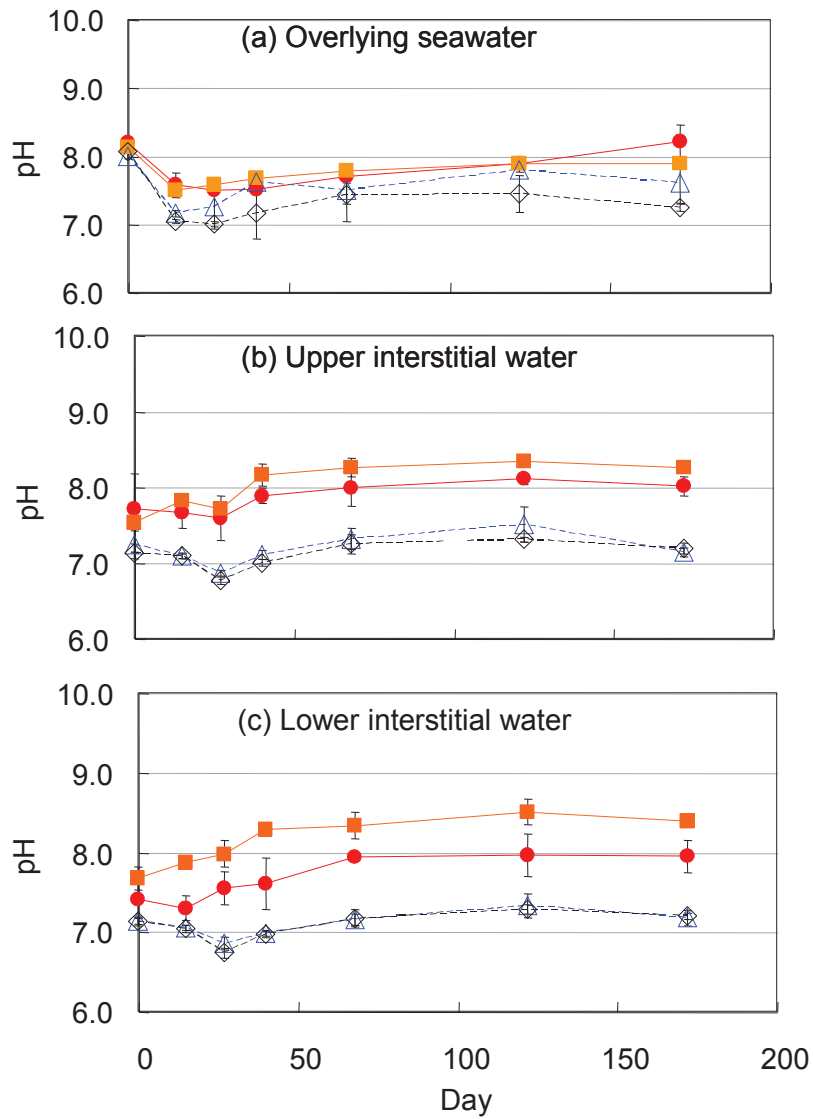 (a) Overlying seawater
10.0
9.0
8.0
7.0
6.0
pH
(b) Upper interstitial water
10.0
9.0
8.0
7.0
6.0
pH
(c) Lower interstitial water
10.0
9.0
8.0
7.0
6.0
pH
0 50 100 150 200
Day